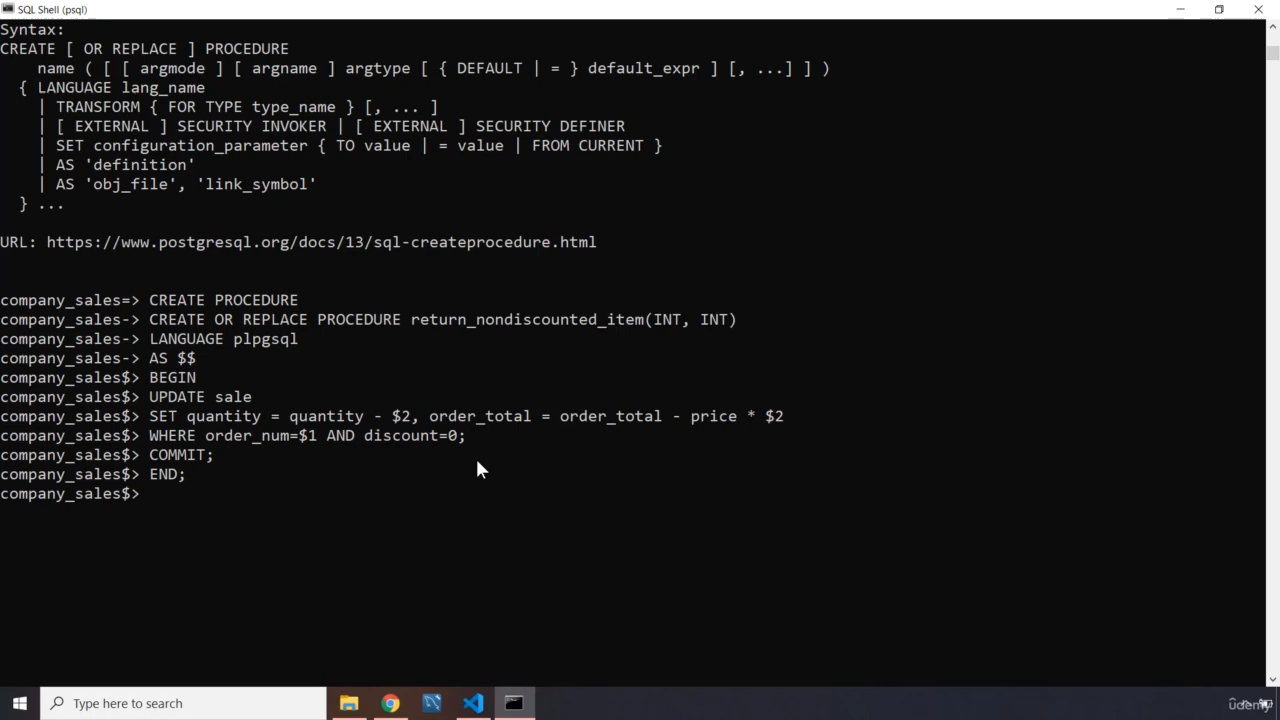 SQL Shell (psql)
Syntax:
CREATE [ OR REPLACE ] PROCEDURE
    name ( [ [ argmode ] [ argname ] argtype [ { DEFAULT | = } default_expr ] [, ...] ] )
  { LANGUAGE lang_name
    | TRANSFORM { FOR TYPE type_name } [, ... ]
    | [ EXTERNAL ] SECURITY INVOKER | [ EXTERNAL ] SECURITY DEFINER
    | SET configuration_parameter { TO value | = value | FROM CURRENT }
    | AS 'definition'
    | AS 'obj_file', 'link_symbol'
  } ...
URL: https://www.postgresql.org/docs/13/sql-createprocedure.html
company_sales=> CREATE PROCEDURE
company_sales-> CREATE OR REPLACE PROCEDURE return_nondiscounted_item(INT, INT)
company_sales-> LANGUAGE plpgsql
company_sales-> AS $$
company_sales$> BEGIN
company_sales$> UPDATE sale
company_sales$> SET quantity = quantity - $2, order_total = order_total - price * $2
company_sales$> WHERE order_num=$1 AND discount=0;
company_sales$> COMMIT;
company_sales$> END;
company_sales$>
Type here to search
udemy